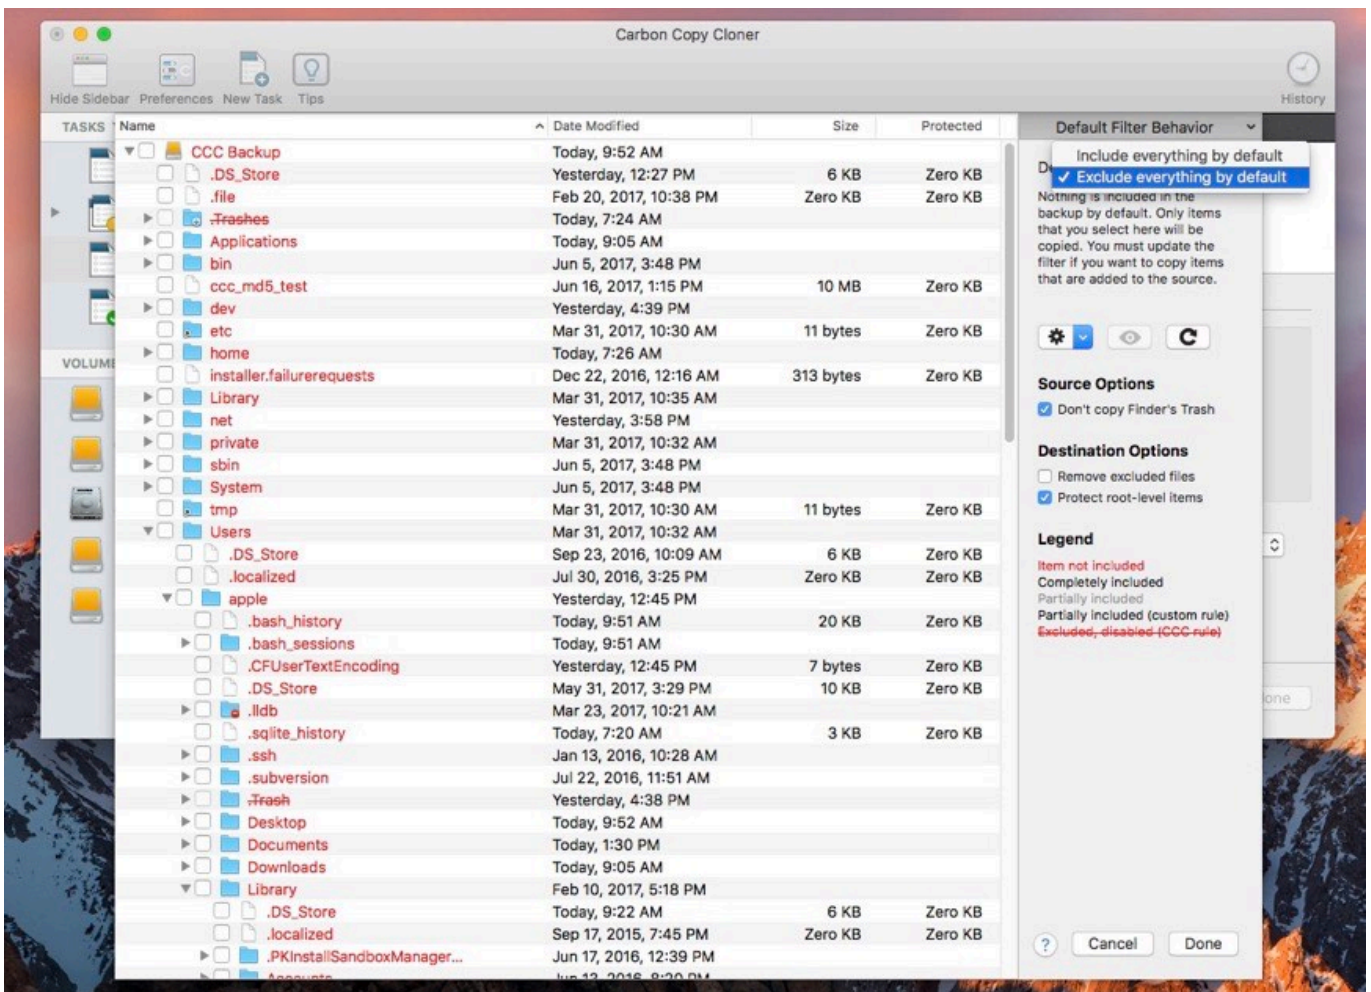 Carbon Copy Cloner
Hide Sidebar Preferences New Task Tips History
TASKS Name Date Modified Size Protected Default Filter Behavior
Include everything by default
✓ Exclude everything by default
CCC Backup Today, 9:52 AM
.DS_Store Yesterday, 12:27 PM 6 KB Zero KB
.file Feb 20, 2017, 10:38 PM Zero KB Zero KB
.Trashes Today, 7:24 AM
Applications Today, 9:05 AM
bin Jun 5, 2017, 3:48 PM
ccc_md5_test Jun 16, 2017, 1:15 PM 10 MB Zero KB
dev Yesterday, 4:39 PM
etc Mar 31, 2017, 10:30 AM 11 bytes Zero KB
home Today, 7:26 AM
installer.failurerequests Dec 22, 2016, 12:16 AM 313 bytes Zero KB
Library Mar 31, 2017, 10:35 AM
net Yesterday, 3:58 PM
private Mar 31, 2017, 10:32 AM
sbin Jun 5, 2017, 3:48 PM
System Jun 5, 2017, 3:48 PM
tmp Mar 31, 2017, 10:30 AM 11 bytes Zero KB
Users Mar 31, 2017, 10:32 AM
.DS_Store Sep 23, 2016, 10:09 AM 6 KB Zero KB
.localized Jul 30, 2016, 3:25 PM Zero KB Zero KB
apple Yesterday, 12:45 PM
.bash_history Today, 9:51 AM 20 KB Zero KB
.bash_sessions Today, 9:51 AM
.CFUserTextEncoding Yesterday, 12:45 PM 7 bytes Zero KB
.DS_Store May 31, 2017, 3:29 PM 10 KB Zero KB
.lldb Mar 23, 2017, 10:21 AM
.sqlite_history Today, 7:20 AM 3 KB Zero KB
.ssh Jan 13, 2016, 10:28 AM
.subversion Jul 22, 2016, 11:51 AM
.Trash Yesterday, 4:38 PM
Desktop Today, 9:52 AM
Documents Today, 1:30 PM
Downloads Today, 9:05 AM
Library Feb 10, 2017, 5:18 PM
.DS_Store Today, 9:22 AM 6 KB Zero KB
.localized Sep 17, 2015, 7:45 PM Zero KB Zero KB
.PKInstallSandboxManager... Jun 17, 2016, 12:39 PM
Nothing is included in the
backup by default. Only items
that you select here will be
copied. You must update the
filter if you want to copy items
that are added to the source.
Source Options
Don't copy Finder's Trash
Destination Options
Remove excluded files
Protect root-level items
Legend
Item not included
Completely included
Partially included
Partially included (custom rule)
Excluded, disabled (CCC rule)
? Cancel Done